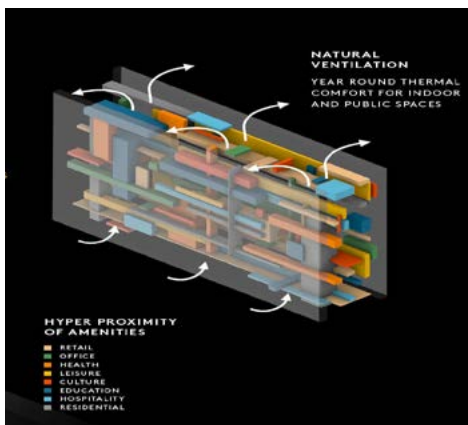 NATURAL
VENTILATION
YEAR ROUND THERMAL
COMFORT FOR INDOOR
AND PUBLIC SPACES
HYPER PROXIMITY
OF AMENITIES
RETAIL
OFFICE
HEALTH
LEISURE
CULTURE
EDUCATION
HOSPITALITY
RESIDENTIAL